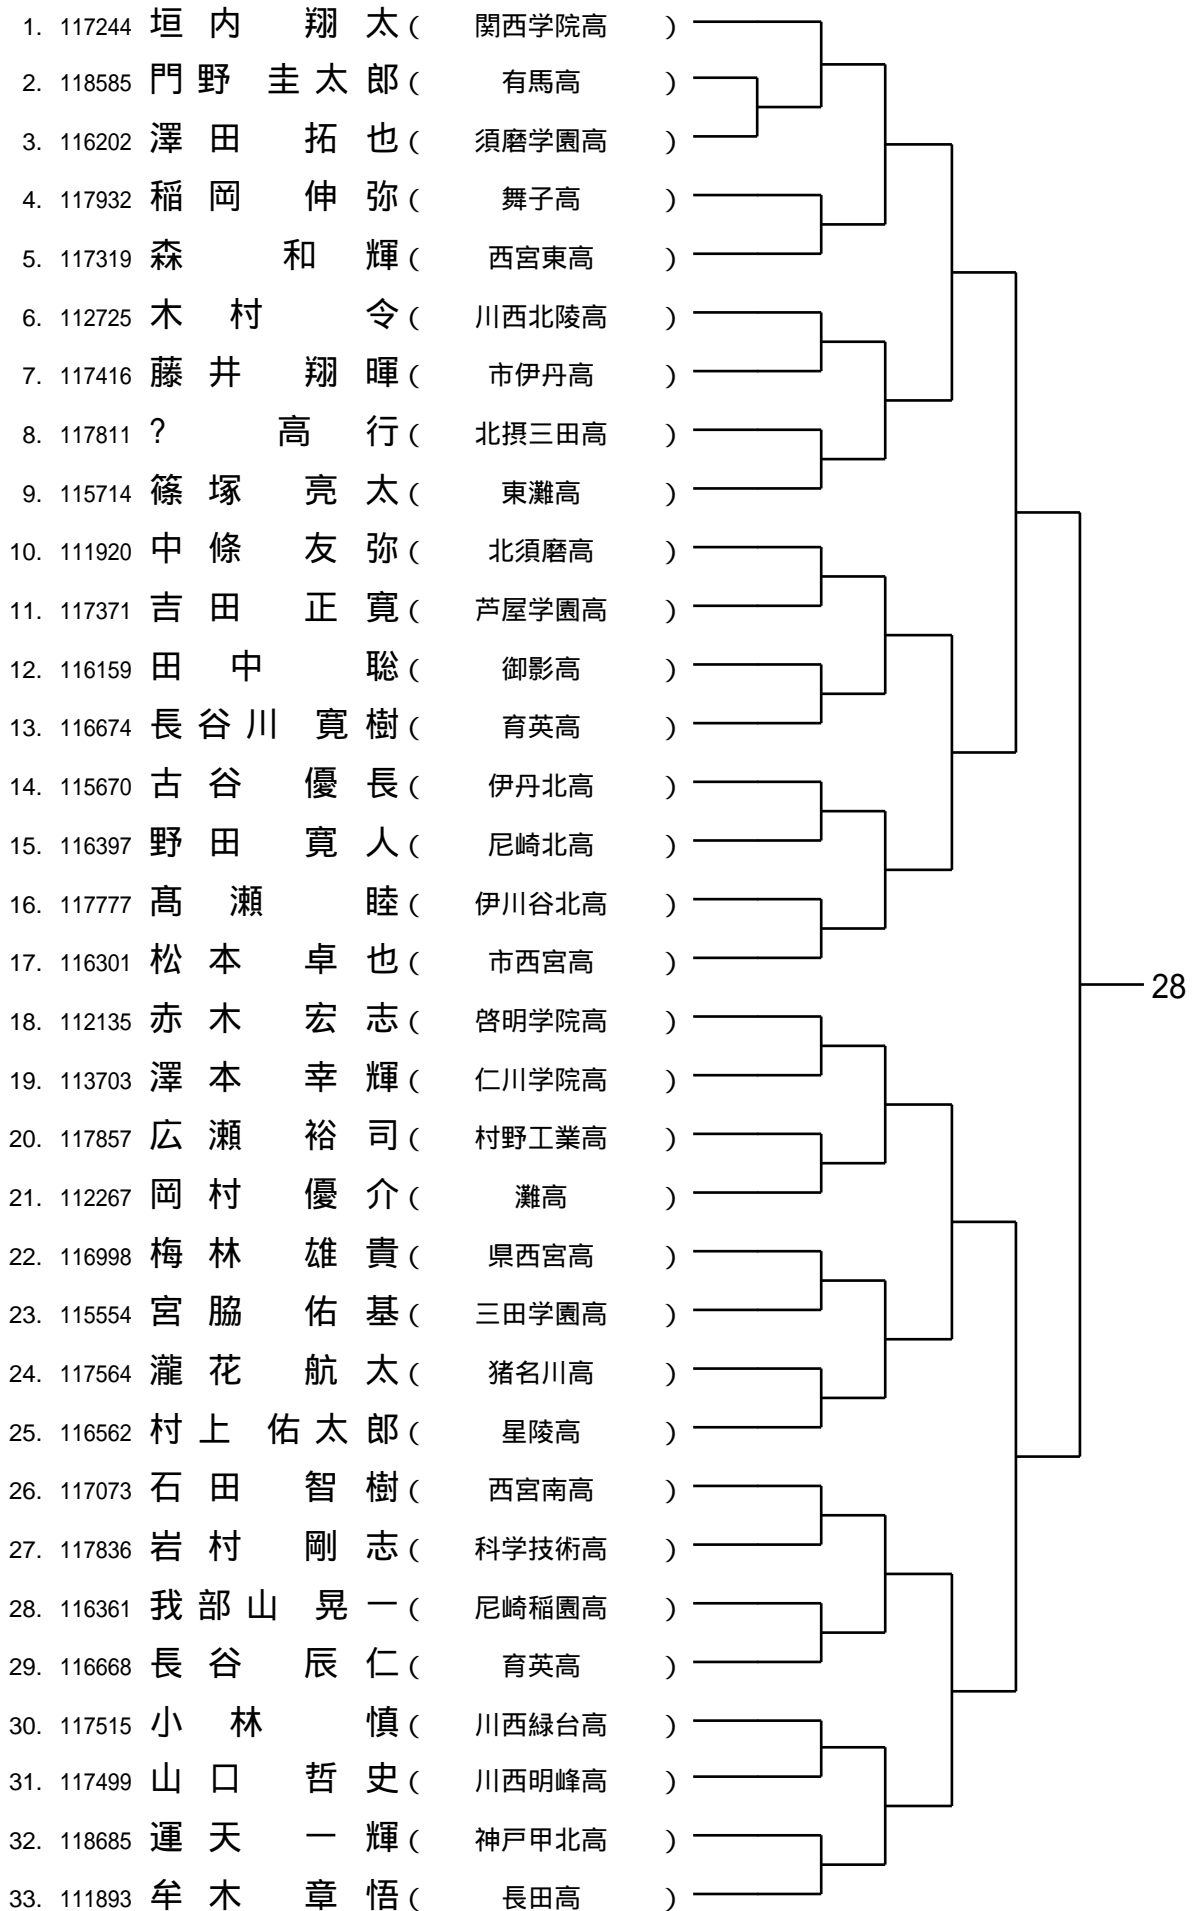 1. 117244 垣内 翔太 ( 関西学院高 )
2. 118585 門野 圭太郎 ( 有馬高 )
3. 116202 澤田 拓也 ( 須磨学園高 )
4. 117932 稲岡 伸弥 ( 舞子高 )
5. 117319 森 和輝 ( 西宮東高 )
6. 112725 木村 令 ( 川西北陵高 )
7. 117416 藤井 翔暉 ( 市伊丹高 )
8. 117811 ? 高行 ( 北摂三田高 )
9. 115714 篠塚 亮太 ( 東灘高 )
10. 111920 中條 友弥 ( 北須磨高 )
11. 117371 吉田 正寛 ( 芦屋学園高 )
12. 116159 田中 聡 ( 御影高 )
13. 116674 長谷川 寛樹 ( 育英高 )
14. 115670 古谷 優長 ( 伊丹北高 )
15. 116397 野田 寛人 ( 尼崎北高 )
16. 117777 髙瀬 睦 ( 伊川谷北高 )
17. 116301 松本 卓也 ( 市西宮高 )
28
18. 112135 赤木 宏志 ( 啓明学院高 )
19. 113703 澤本 幸輝 ( 仁川学院高 )
20. 117857 広瀬 裕司 ( 村野工業高 )
21. 112267 岡村 優介 ( 灘高 )
22. 116998 梅林 雄貴 ( 県西宮高 )
23. 115554 宮脇 佑基 ( 三田学園高 )
24. 117564 瀧花 航太 ( 猪名川高 )
25. 116562 村上 佑太郎 ( 星陵高 )
26. 117073 石田 智樹 ( 西宮南高 )
27. 117836 岩村 剛志 ( 科学技術高 )
28. 116361 我部山 晃一 ( 尼崎稲園高 )
29. 116668 長谷 辰仁 ( 育英高 )
30. 117515 小林 慎 ( 川西緑台高 )
31. 117499 山口 哲史 ( 川西明峰高 )
32. 118685 運天 一輝 ( 神戸甲北高 )
33. 111893 牟木 章悟 ( 長田高 )